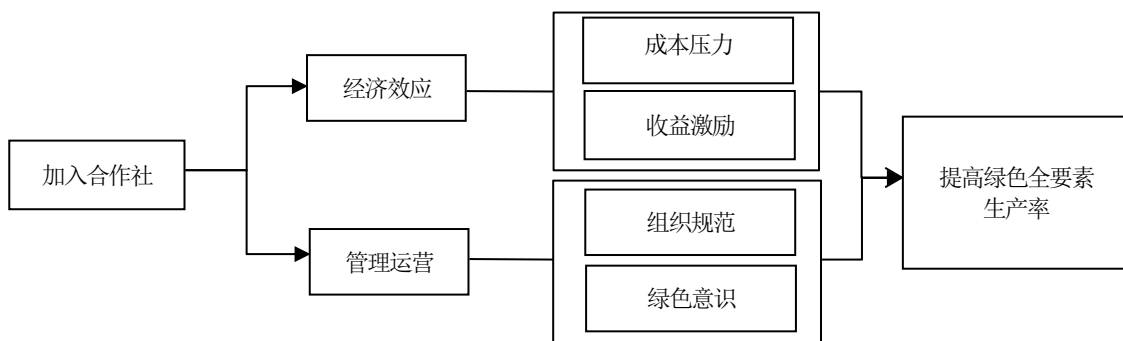 加入合作社
经济效应
管理运营
成本压力
收益激励
组织规范
绿色意识
提高绿色全要素
生产率